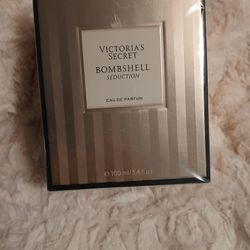 VICTORIA'S
SECRET
BOMBSHELL
SEDUCTION
EAU DE PARFUM
℮ 100 ml/3.4 fl oz